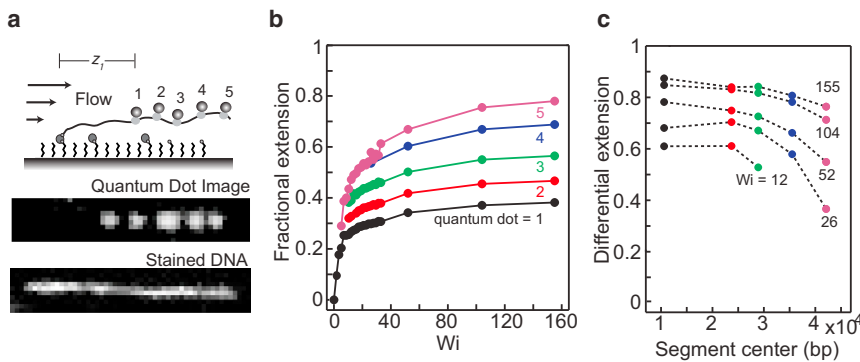 a
z1
Flow
1 2 3 4 5
Quantum Dot Image
Stained DNA
b
Fractional extension
1
0.8
0.6
0.4
0.2
0
0 40 80 120 160
Wi
5
4
3
2
quantum dot = 1
c
Differential extension
1
0.8
0.6
0.4
0.2
0
155
104
52
Wi = 12
26
1 2 3 4 x10^4
Segment center (bp)